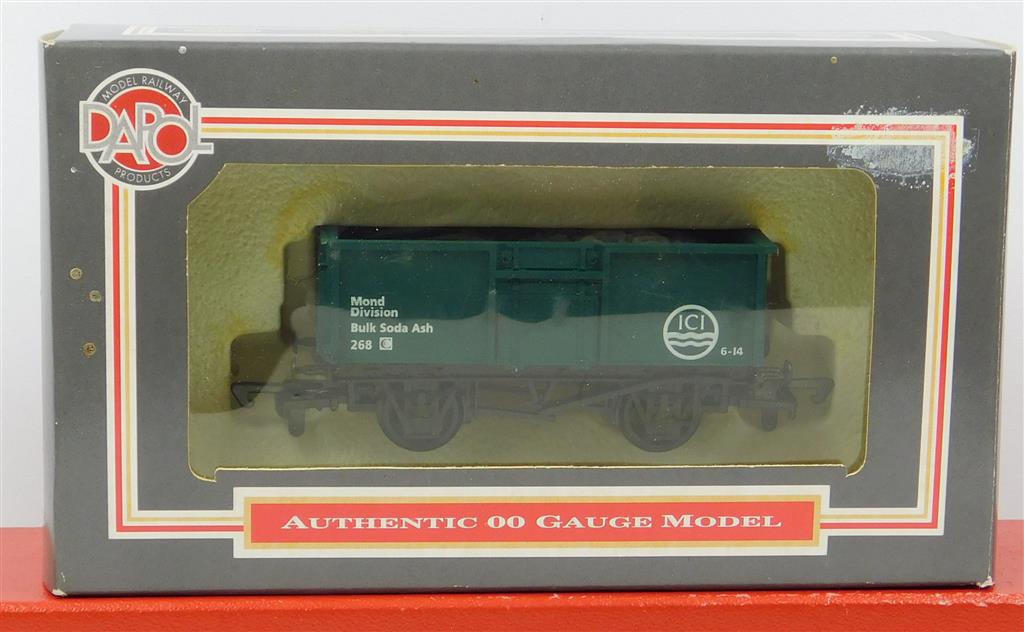 MODEL RAILWAY
DAPOL
PRODUCTS
Mond
Division
Bulk Soda Ash
268
ICI
6-14
AUTHENTIC 00 GAUGE MODEL